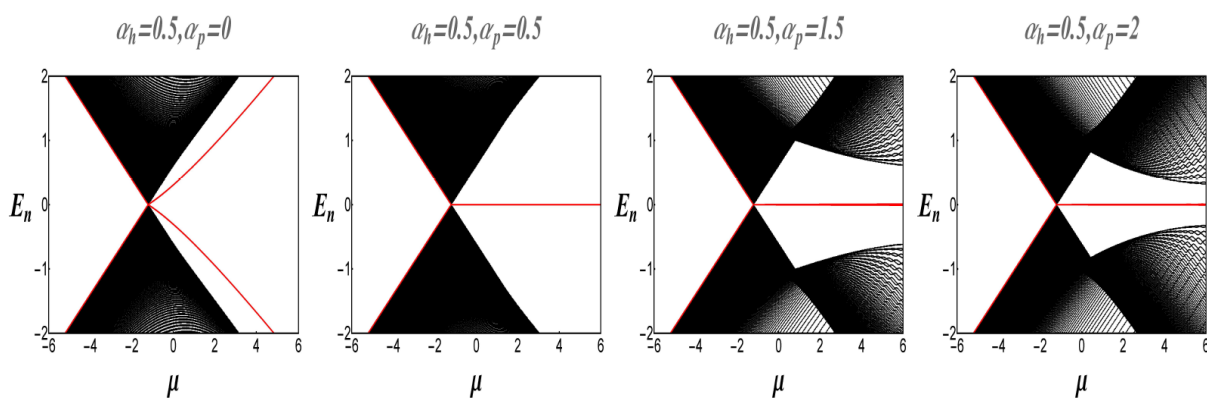 α_h=0.5,α_p=0 α_h=0.5,α_p=0.5 α_h=0.5,α_p=1.5 α_h=0.5,α_p=2
2 2 2 2
1 1 1 1
E_n 0 E_n 0 E_n 0 E_n 0
−1 −1 −1 −1
−2 −2 −2 −2
−6 −4 −2 0 2 4 6 −6 −4 −2 0 2 4 6 −6 −4 −2 0 2 4 6 −6 −4 −2 0 2 4 6
μ μ μ μ